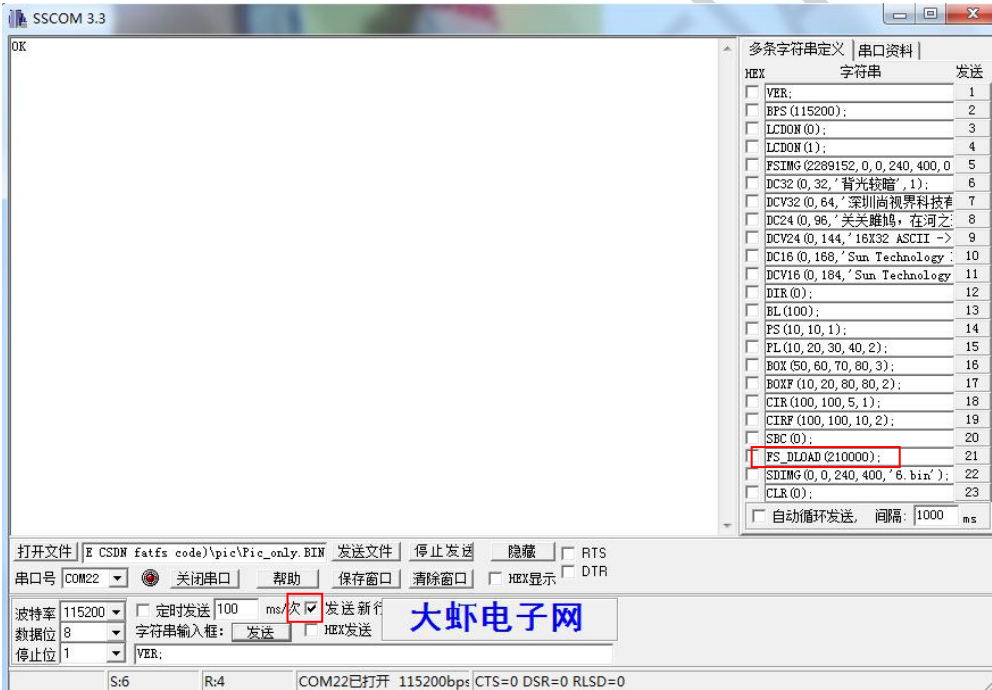 SSCOM 3.3
OK
多条字符串定义 串口资料
HEX 字符串 发送
VER; 1
BPS(115200); 2
LCDON(0); 3
LCDON(1); 4
FSIMG(2289152,0,0,240,400,0 5
DC32(0,32,'背光较暗',1); 6
DCV32(0,64,'深圳尚视界科技有 7
DC24(0,96,'关关雎鸠，在河之 8
DCV24(0,144,'16X32 ASCII -> 9
DC16(0,168,'Sun Technology 10
DCV16(0,184,'Sun Technology 11
DIR(0); 12
BL(100); 13
PS(10,10,1); 14
PL(10,20,30,40,2); 15
BOX(50,60,70,80,3); 16
BOXF(10,20,80,80,2); 17
CIR(100,100,5,1); 18
CIRF(100,100,10,2); 19
SBC(0); 20
FS_DLOAD(210000); 21
SDIMG(0,0,240,400,'6.bin'); 22
CLR(0); 23
自动循环发送, 间隔: 1000 ms
打开文件 E CSDN fatfs code)\pic\Pic_only.BIN 发送文件 停止发送 隐藏 RTS
串口号 COM22 关闭串口 帮助 保存窗口 清除窗口 HEX显示 DTR
波特率 115200 定时发送 100 ms/次 发送新行
数据位 8 字符串输入框: 发送 HEX发送 大虾电子网
停止位 1 VER;
S:6 R:4 COM22已打开 115200bps CTS=0 DSR=0 RLSD=0